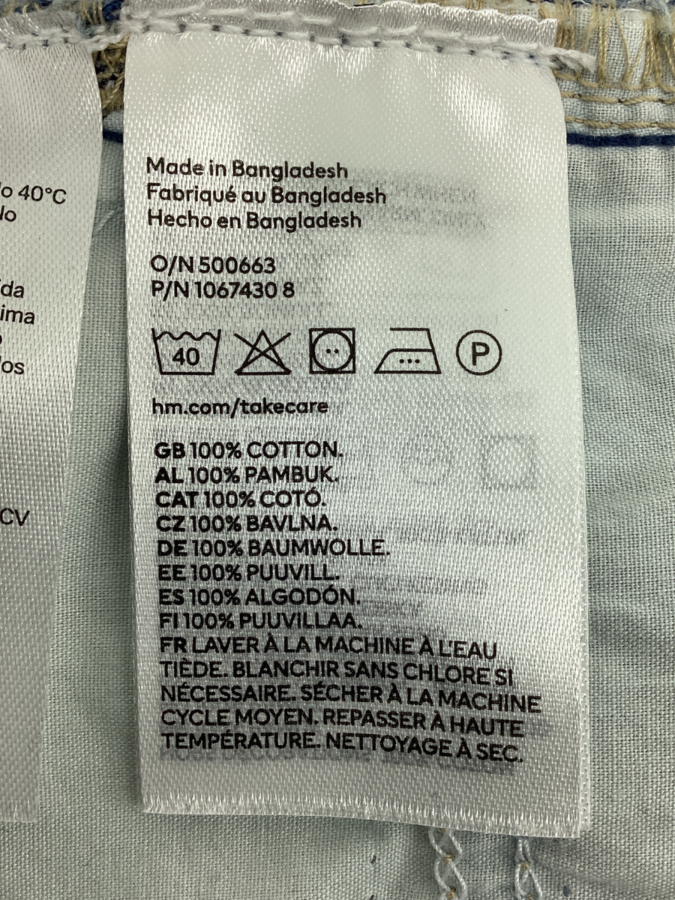 o 40°C
lo
da
ima
os
CV
Made in Bangladesh
Fabriqué au Bangladesh
Hecho en Bangladesh
O/N 500663
P/N 1067430 8
40
P
hm.com/takecare
GB 100% COTTON.
AL 100% PAMBUK.
CAT 100% COTÓ.
CZ 100% BAVLNA.
DE 100% BAUMWOLLE.
EE 100% PUUVILL.
ES 100% ALGODÓN.
FI 100% PUUVILLAA.
FR LAVER À LA MACHINE À L'EAU
TIÈDE. BLANCHIR SANS CHLORE SI
NÉCESSAIRE. SÉCHER À LA MACHINE
CYCLE MOYEN. REPASSER À HAUTE
TEMPÉRATURE. NETTOYAGE À SEC.